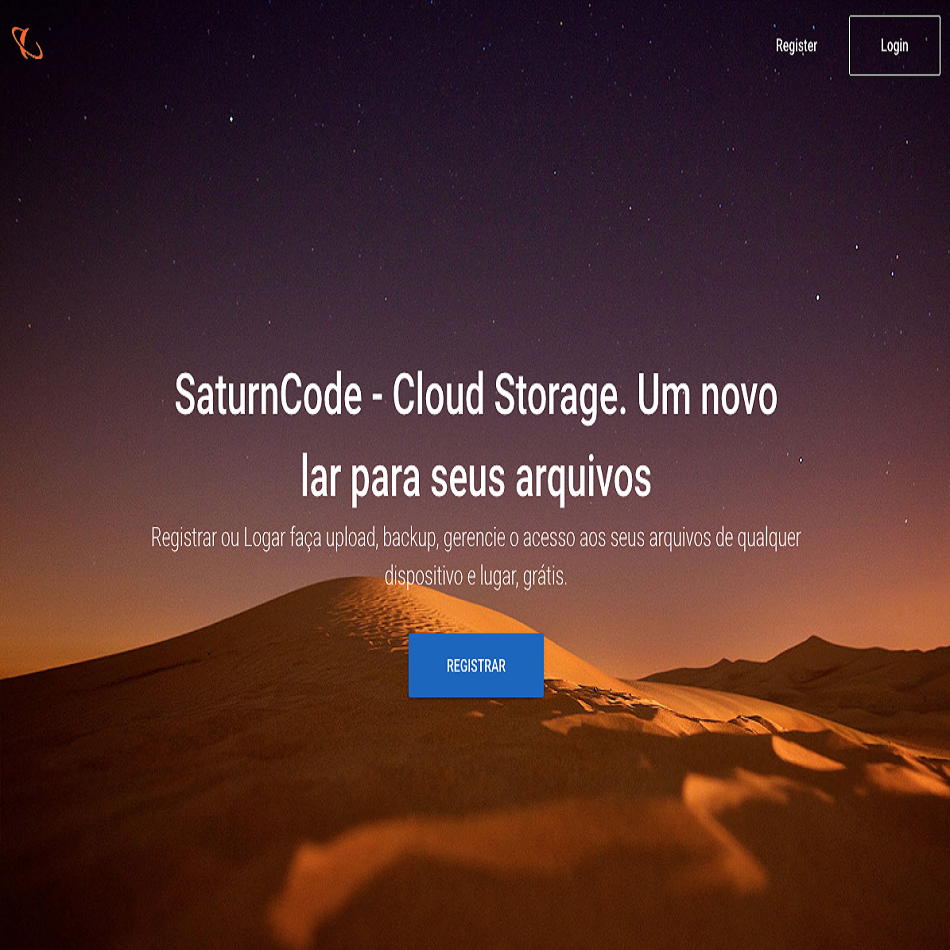 Register
Login
SaturnCode - Cloud Storage. Um novo
lar para seus arquivos
Registrar ou Logar faça upload, backup, gerencie o acesso aos seus arquivos de qualquer
dispositivo e lugar, grátis.
REGISTRAR